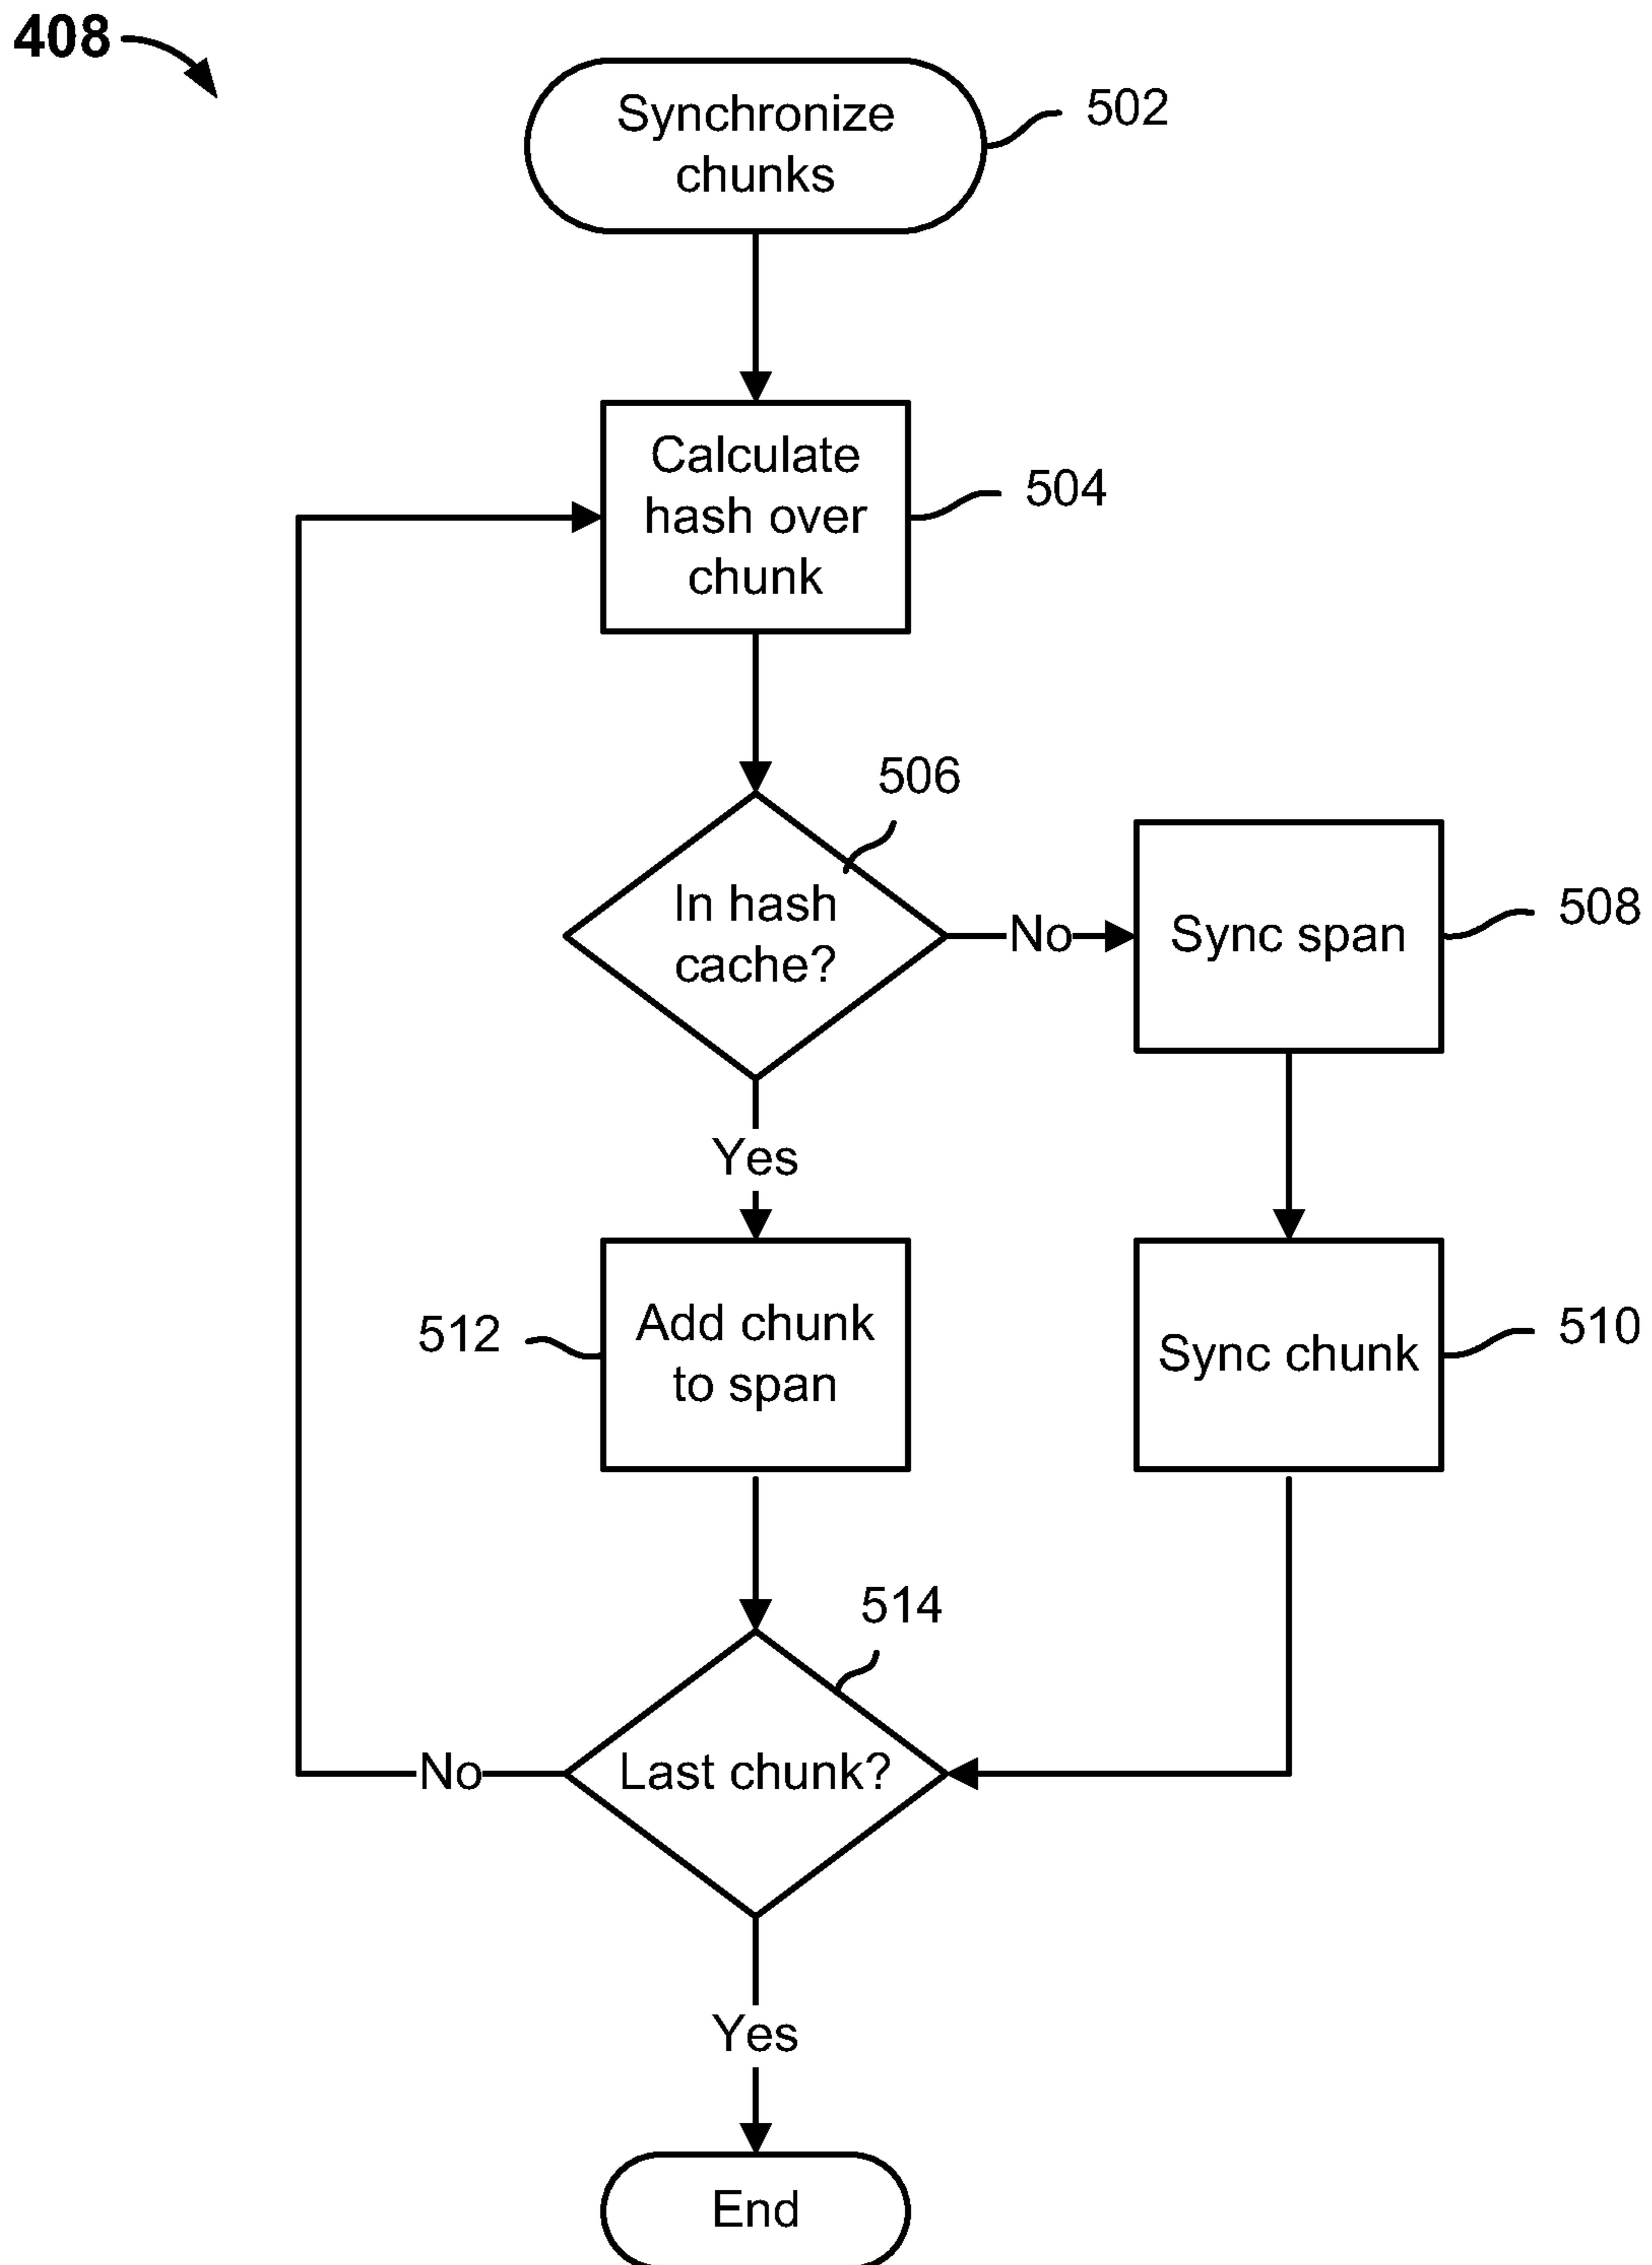 408
Synchronize
chunks
502
Calculate
hash over
chunk
504
506
In hash
cache?
No
Sync span
508
Yes
512
Add chunk
to span
Sync chunk
510
514
Last chunk?
No
Yes
End